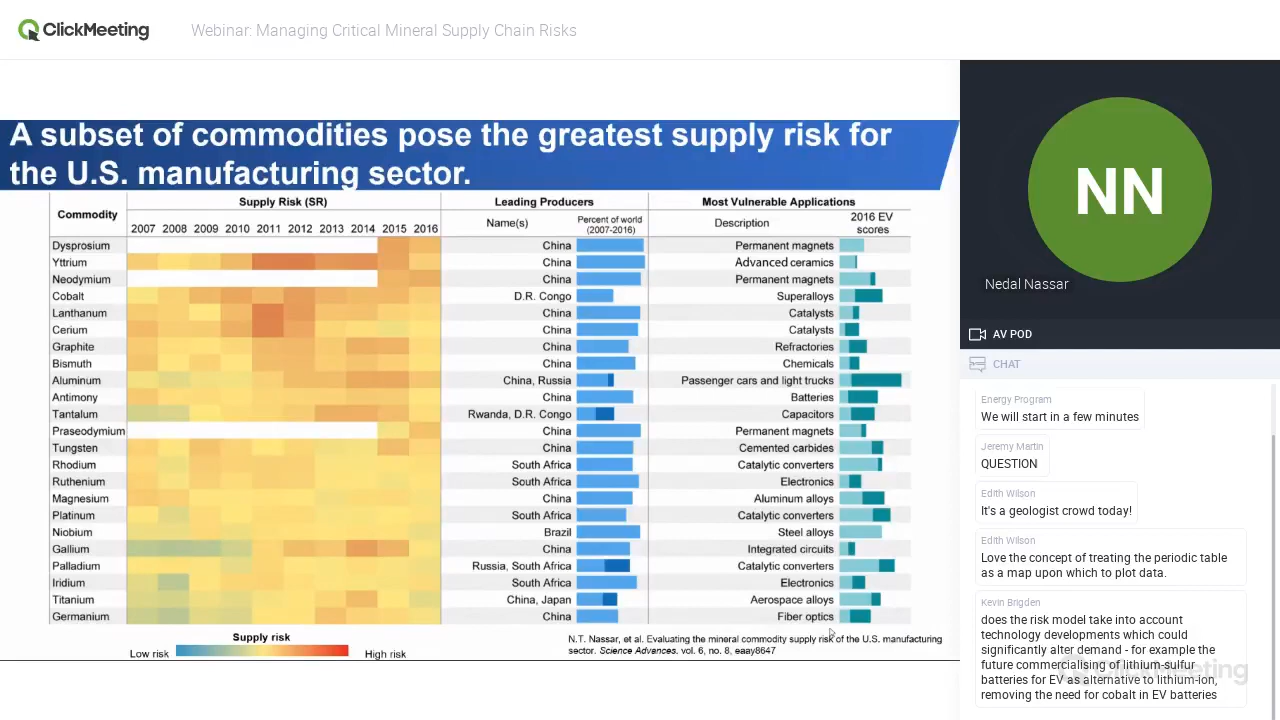 ClickMeeting
Webinar: Managing Critical Mineral Supply Chain Risks
A subset of commodities pose the greatest supply risk for
the U.S. manufacturing sector.
Commodity
Supply Risk (SR)
2007 2008 2009 2010 2011 2012 2013 2014 2015 2016
Leading Producers
Name(s)
Percent of world
(2007-2016)
Most Vulnerable Applications
Description
2016 EV
scores
Dysprosium China Permanent magnets
Yttrium China Advanced ceramics
Neodymium China Permanent magnets
Cobalt D.R. Congo Superalloys
Lanthanum China Catalysts
Cerium China Catalysts
Graphite China Refractories
Bismuth China Chemicals
Aluminum China, Russia Passenger cars and light trucks
Antimony China Batteries
Tantalum Rwanda, D.R. Congo Capacitors
Praseodymium China Permanent magnets
Tungsten China Cemented carbides
Rhodium South Africa Catalytic converters
Ruthenium South Africa Electronics
Magnesium China Aluminum alloys
Platinum South Africa Catalytic converters
Niobium Brazil Steel alloys
Gallium China Integrated circuits
Palladium Russia, South Africa Catalytic converters
Iridium South Africa Electronics
Titanium China, Japan Aerospace alloys
Germanium China Fiber optics
Supply risk
Low risk High risk
N.T. Nassar, et al. Evaluating the mineral commodity supply risk of the U.S. manufacturing
sector. Science Advances. vol. 6, no. 8, eaay8647
NN
Nedal Nassar
AV POD
CHAT
Energy Program
We will start in a few minutes
Jeremy Martin
QUESTION
Edith Wilson
It's a geologist crowd today!
Edith Wilson
Love the concept of treating the periodic table
as a map upon which to plot data.
Kevin Brigden
does the risk model take into account
technology developments which could
significantly alter demand - for example the
future commercialising of lithium-sulfur
batteries for EV as alternative to lithium-ion,
removing the need for cobalt in EV batteries
ClickMeeting